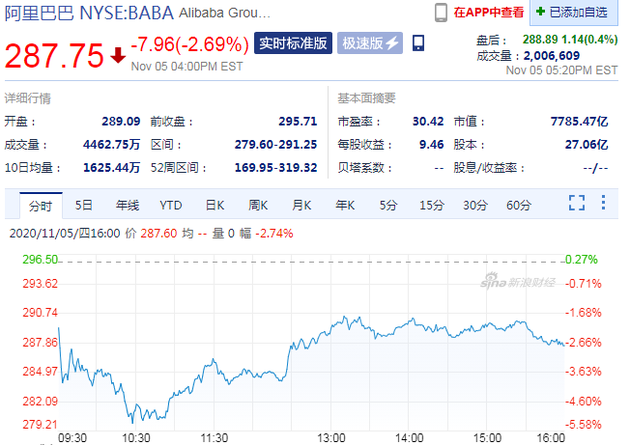 阿里巴巴 NYSE:BABA Alibaba Grou… 在APP中查看 + 已添加自选
287.75 -7.96(-2.69%) 实时标准版 极速版
Nov 05 04:00PM EST
盘后： 288.89 1.14(0.4%)
成交量： 2,006,609
Nov 05 05:20PM EST
详细行情 基本面摘要
开盘： 289.09 前收盘： 295.71 市盈率： 30.42 市值： 7785.47亿
成交量： 4462.75万 区间： 279.60-291.25 每股收益： 9.46 股本： 27.06亿
10日均量： 1625.44万 52周区间： 169.95-319.32 贝塔系数： -- 股息/收益率： --/--
分时 5日 年线 YTD 日K 周K 月K 年K 5分 15分 30分 60分
2020/11/05/四16:00 价 287.60 均 -- 量 0 幅 -2.74%
296.50 0.27%
293.62 -0.71%
sina 新浪财经
290.74 -1.68%
287.86 -2.66%
284.97 -3.63%
282.09 -4.60%
279.21 -5.58%
09:30 10:30 11:30 13:00 14:00 15:00 16:00